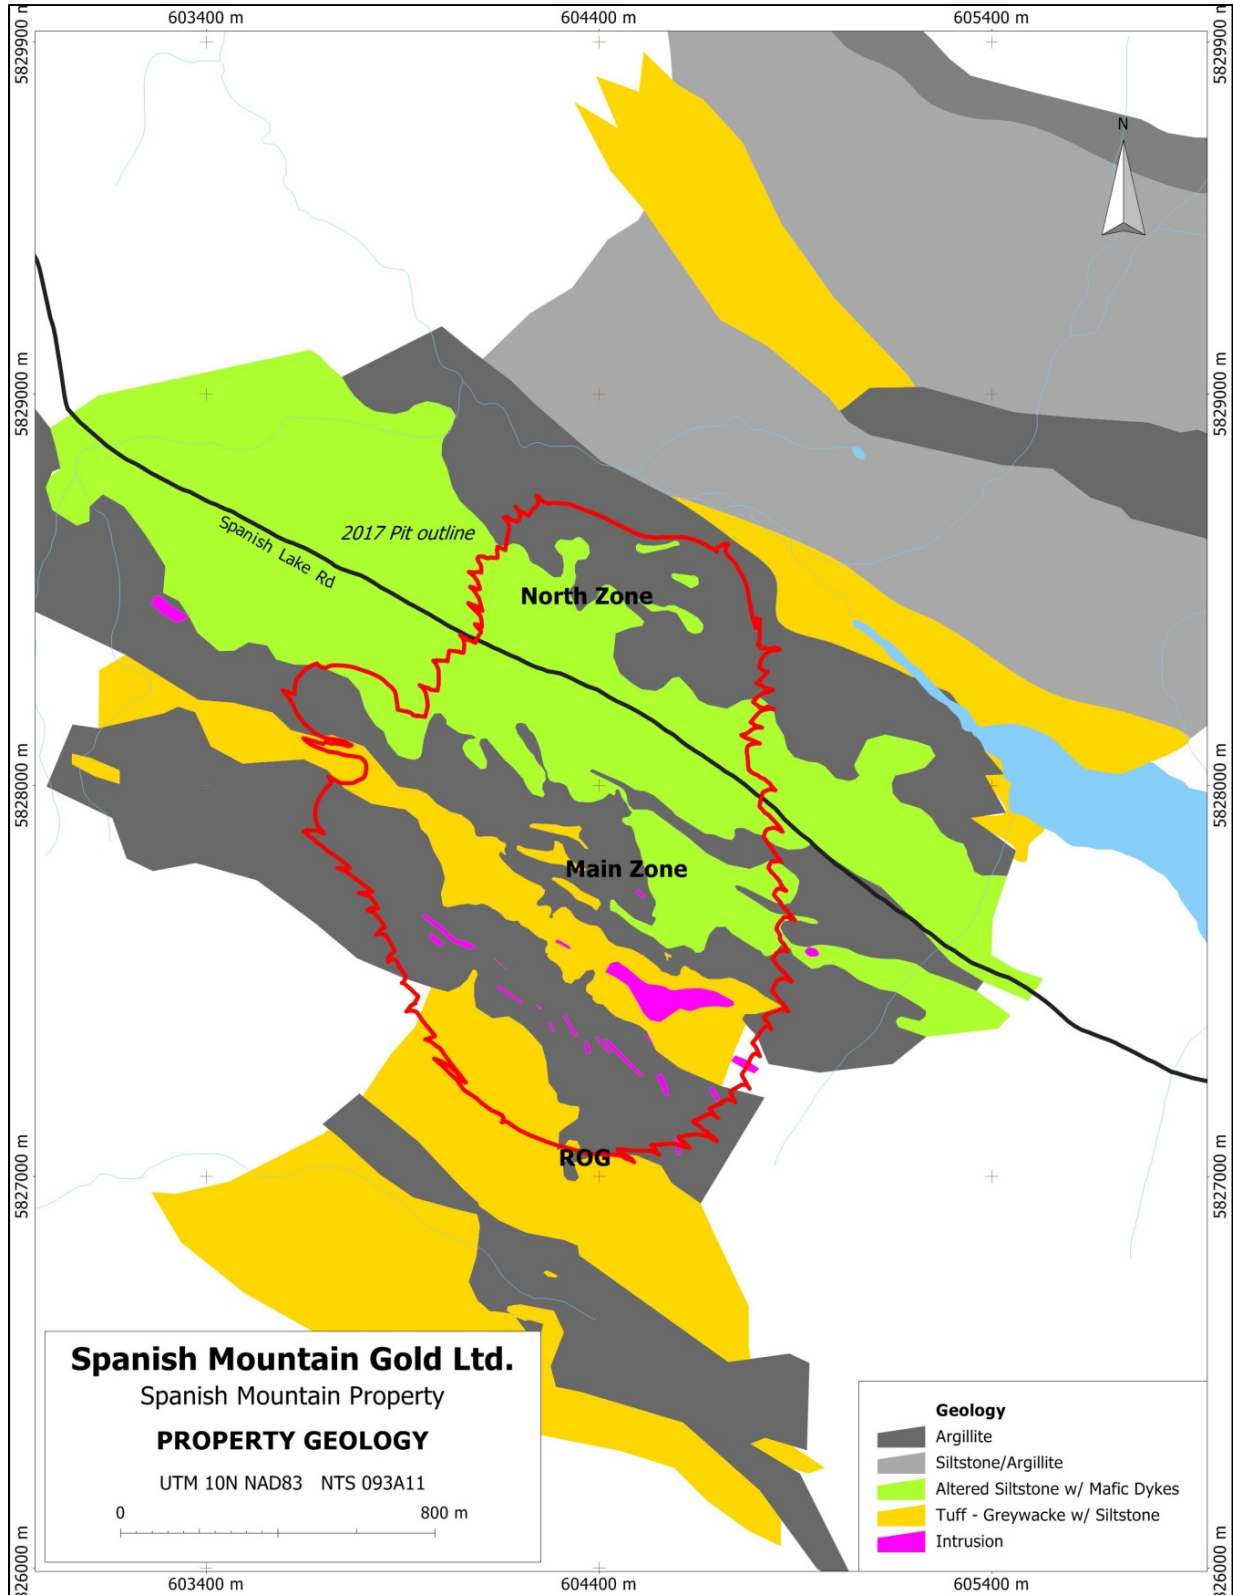 603400 m 604400 m 605400 m
5829900 m 5829900 m
N
5829000 m 5829000 m
2017 Pit outline
Spanish Lake Rd
North Zone
5828000 m 5828000 m
Main Zone
ROG
5827000 m 5827000 m
Spanish Mountain Gold Ltd.
Spanish Mountain Property
PROPERTY GEOLOGY
UTM 10N NAD83 NTS 093A11
0 800 m
Geology
Argillite
Siltstone/Argillite
Altered Siltstone w/ Mafic Dykes
Tuff - Greywacke w/ Siltstone
Intrusion
826000 m 826000 m
603400 m 604400 m 605400 m